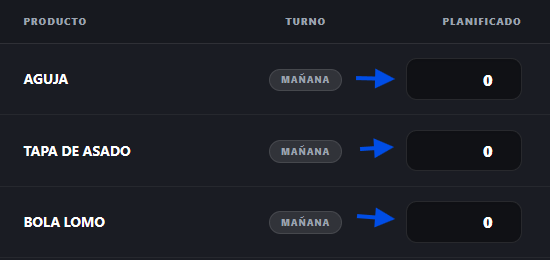 PRODUCTO TURNO PLANIFICADO
AGUJA MAÑANA 0
TAPA DE ASADO MAÑANA 0
BOLA LOMO MAÑANA 0